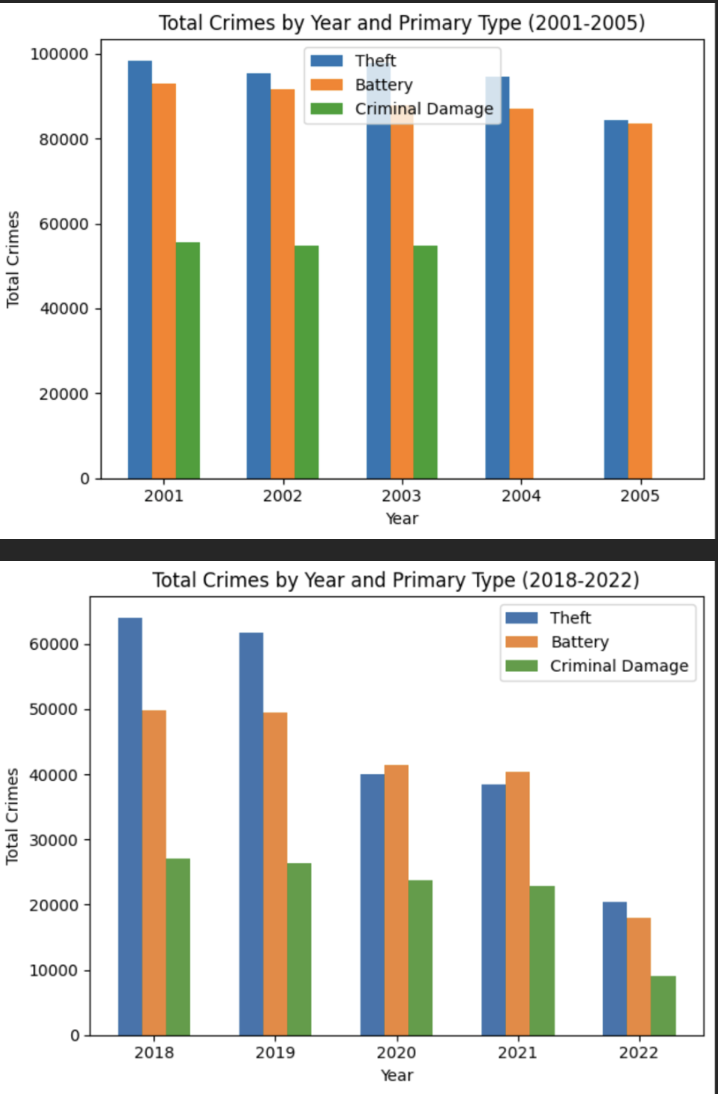 Total Crimes by Year and Primary Type (2001-2005)
Theft
Battery
Criminal Damage
100000
80000
60000
40000
20000
0
Total Crimes
2001 2002 2003 2004 2005
Year
Total Crimes by Year and Primary Type (2018-2022)
Theft
Battery
Criminal Damage
60000
50000
40000
30000
20000
10000
0
Total Crimes
2018 2019 2020 2021 2022
Year